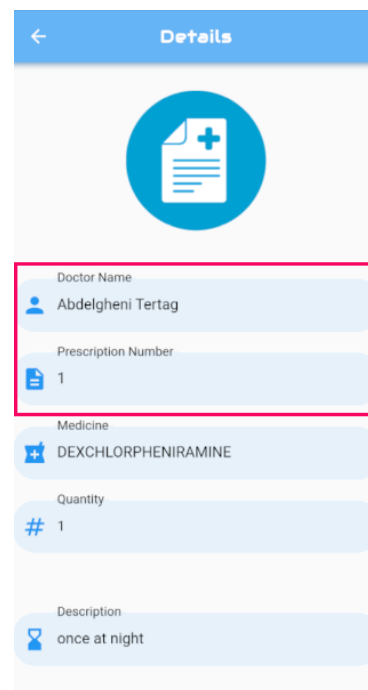 Details
Doctor Name
Abdelgheni Tertag
Prescription Number
1
Medicine
DEXCHLORPHENIRAMINE
Quantity
# 1
Description
once at night